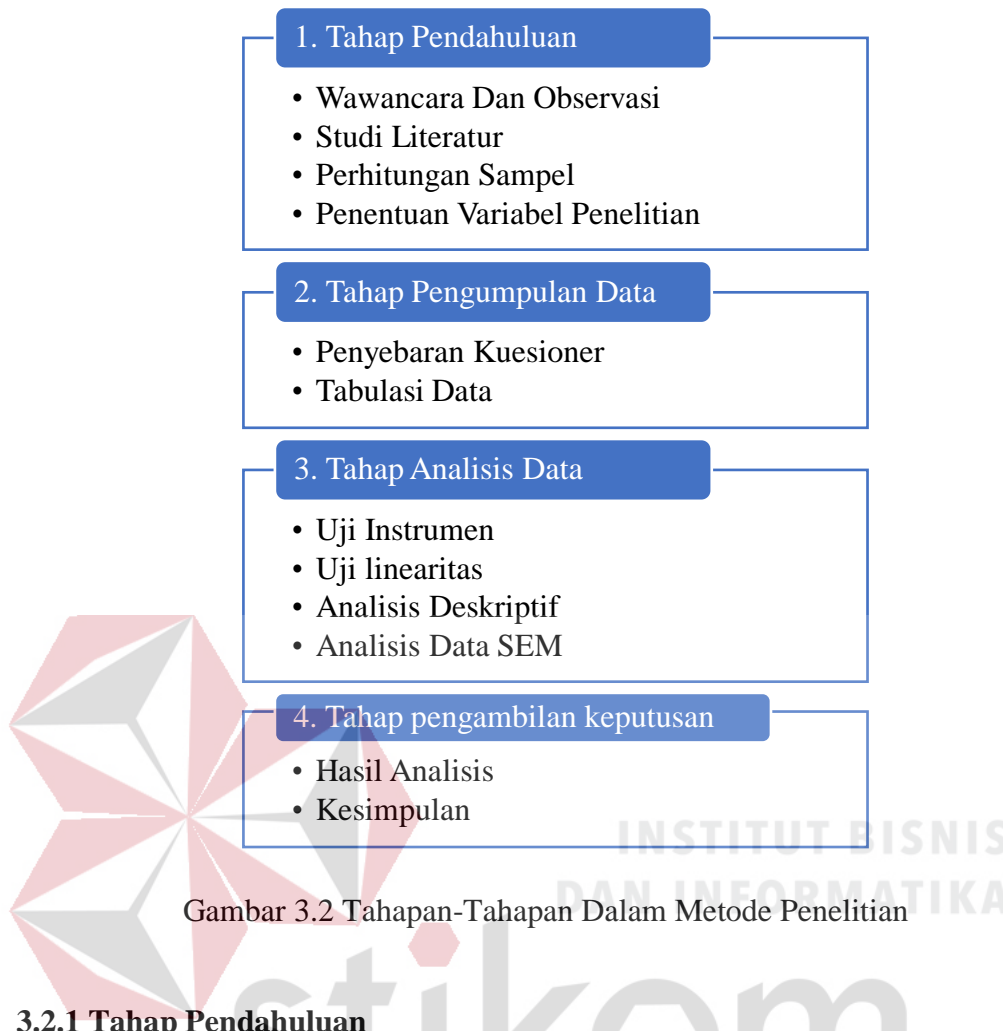 1. Tahap Pendahuluan
• Wawancara Dan Observasi
• Studi Literatur
• Perhitungan Sampel
• Penentuan Variabel Penelitian
2. Tahap Pengumpulan Data
• Penyebaran Kuesioner
• Tabulasi Data
3. Tahap Analisis Data
• Uji Instrumen
• Uji linearitas
• Analisis Deskriptif
• Analisis Data SEM
4. Tahap pengambilan keputusan
• Hasil Analisis
• Kesimpulan
INSTITUT BISNIS
DAN INFORMATIKA
Gambar 3.2 Tahapan-Tahapan Dalam Metode Penelitian
stikom
3.2.1 Tahap Pendahuluan